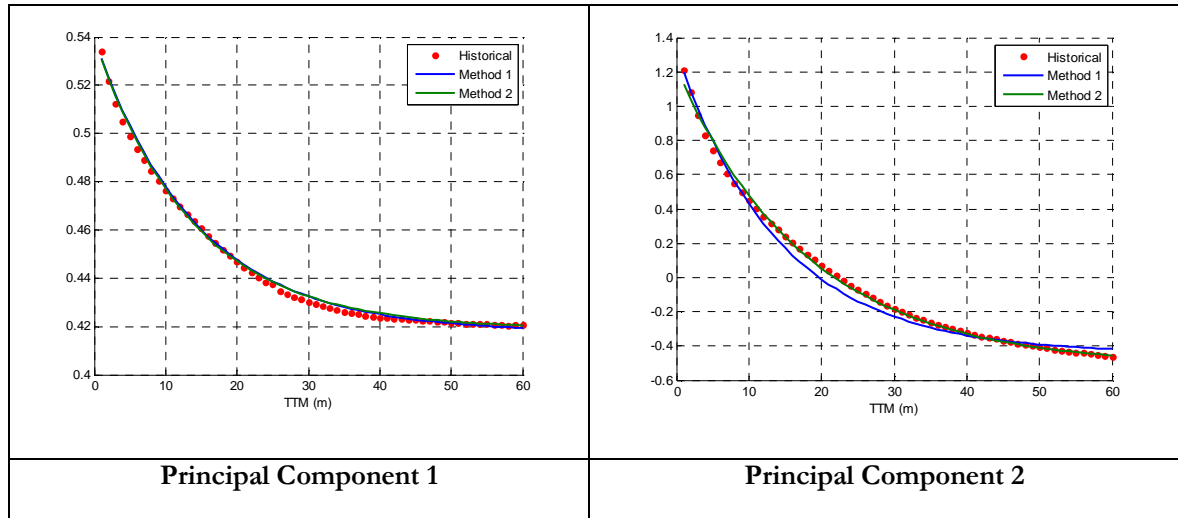 0.54
0.52
0.5
0.48
0.46
0.44
0.42
0.4
0 10 20 30 40 50 60
TTM (m)
Historical
Method 1
Method 2
1.4
1.2
1
0.8
0.6
0.4
0.2
0
-0.2
-0.4
-0.6
0 10 20 30 40 50 60
TTM (m)
Historical
Method 1
Method 2
Principal Component 1
Principal Component 2